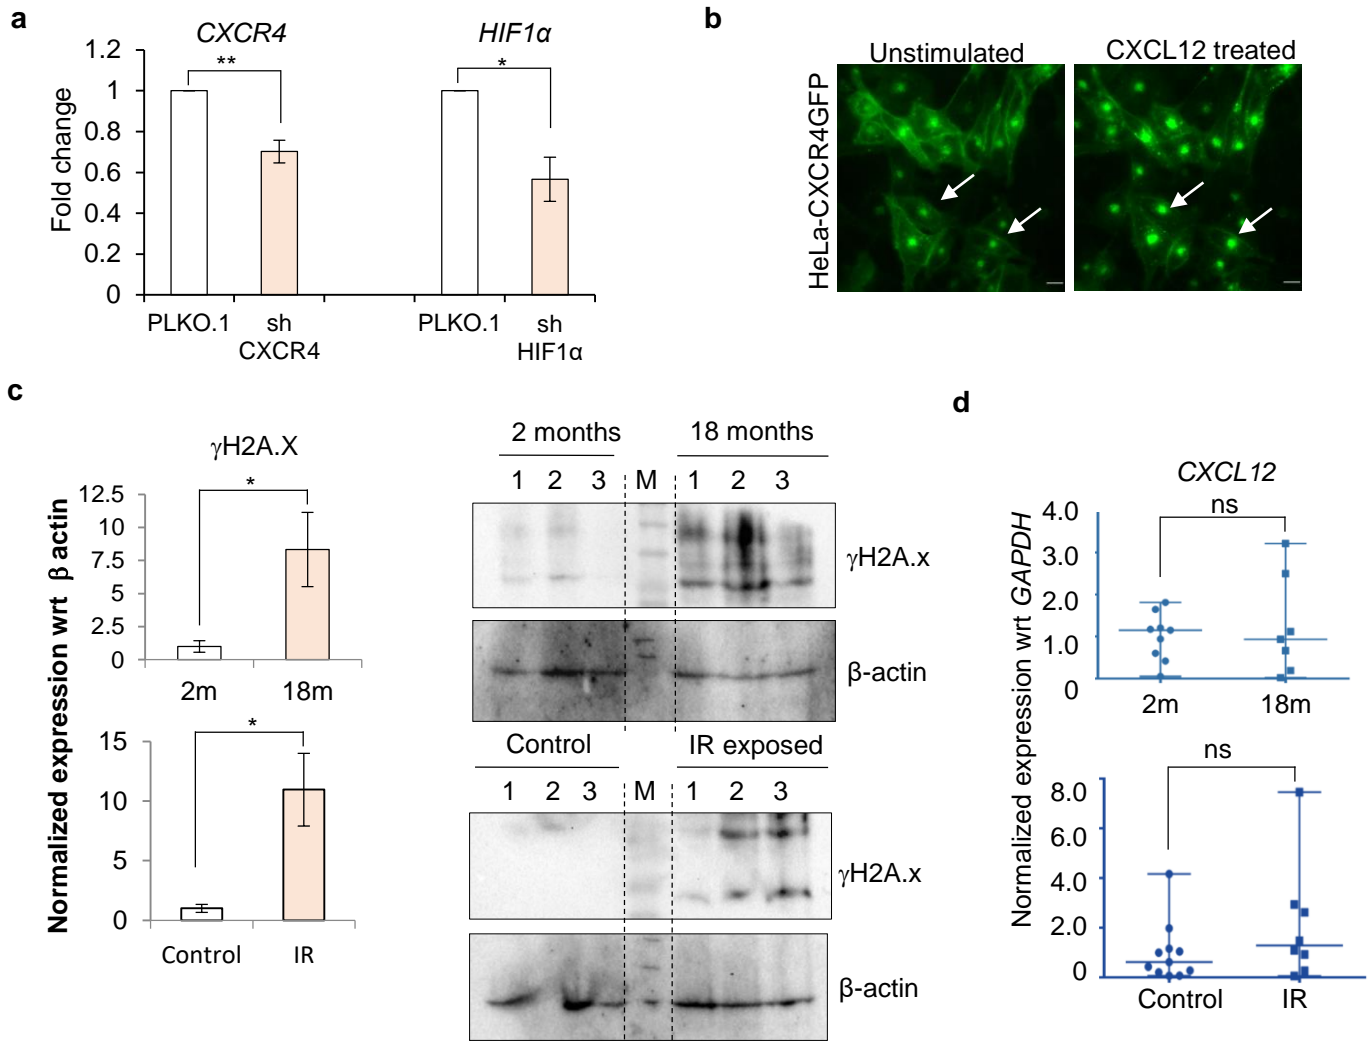 a
CXCR4
HIF1α
**
*
Fold change
1.2
1
0.8
0.6
0.4
0.2
0
PLKO.1
sh
CXCR4
PLKO.1
sh
HIF1α
b
Unstimulated
CXCL12 treated
HeLa-CXCR4GFP
c
Normalized expression wrt β actin
γH2A.X
*
12.5
10
7.5
5
2.5
0
2m
18m
*
15
10
5
0
Control
IR
2 months
18 months
1 2 3 M 1 2 3
γH2A.x
β-actin
Control
IR exposed
1 2 3 M 1 2 3
γH2A.x
β-actin
d
Normalized expression wrt GAPDH
CXCL12
ns
4.0
3.0
2.0
1.0
0
2m
18m
ns
8.0
6.0
4.0
2.0
0
Control
IR